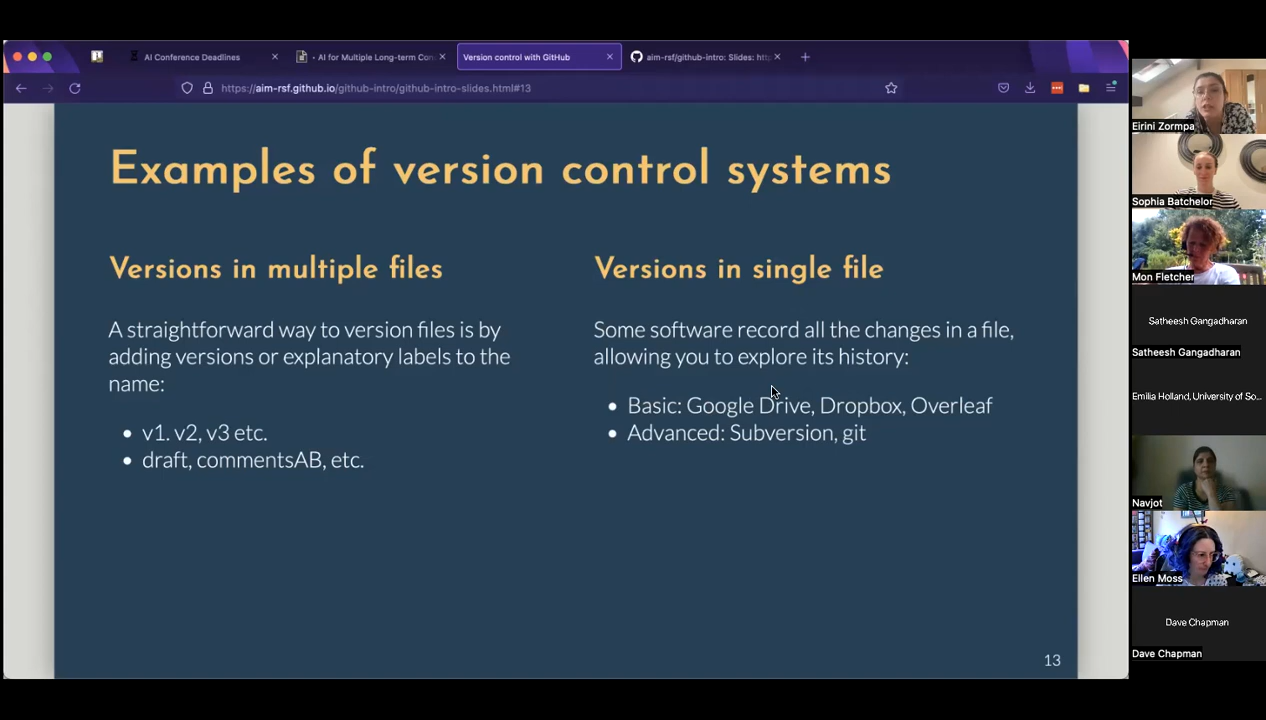 AI Conference Deadlines
AI for Multiple Long-term Con
Version control with GitHub
aim-rsf/github-intro: Slides: http
https://aim-rsf.github.io/github-intro/github-intro-slides.html#13
Examples of version control systems
Versions in multiple files
A straightforward way to version files is by
adding versions or explanatory labels to the
name:
v1. v2, v3 etc.
draft, commentsAB, etc.
Versions in single file
Some software record all the changes in a file,
allowing you to explore its history:
Basic: Google Drive, Dropbox, Overleaf
Advanced: Subversion, git
13
Eirini Zormpa
Sophia Batchelor
Mon Fletcher
Satheesh Gangadharan
Satheesh Gangadharan
Emilia Holland, University of So...
Navjot
Ellen Moss
Dave Chapman
Dave Chapman